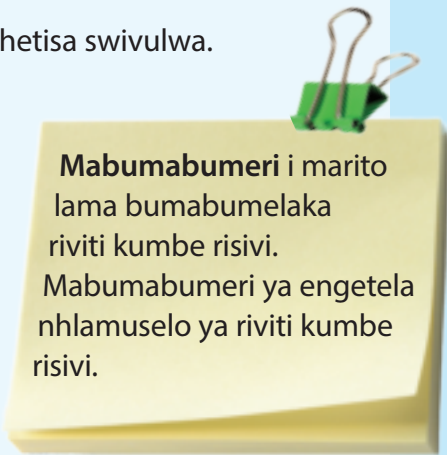 hetisa swivulwa.
Mabumabumeri i marito
lama bumabumelaka
riviti kumbe risivi.
Mabumabumeri ya engetela
nhlamuselo ya riviti kumbe
risivi.